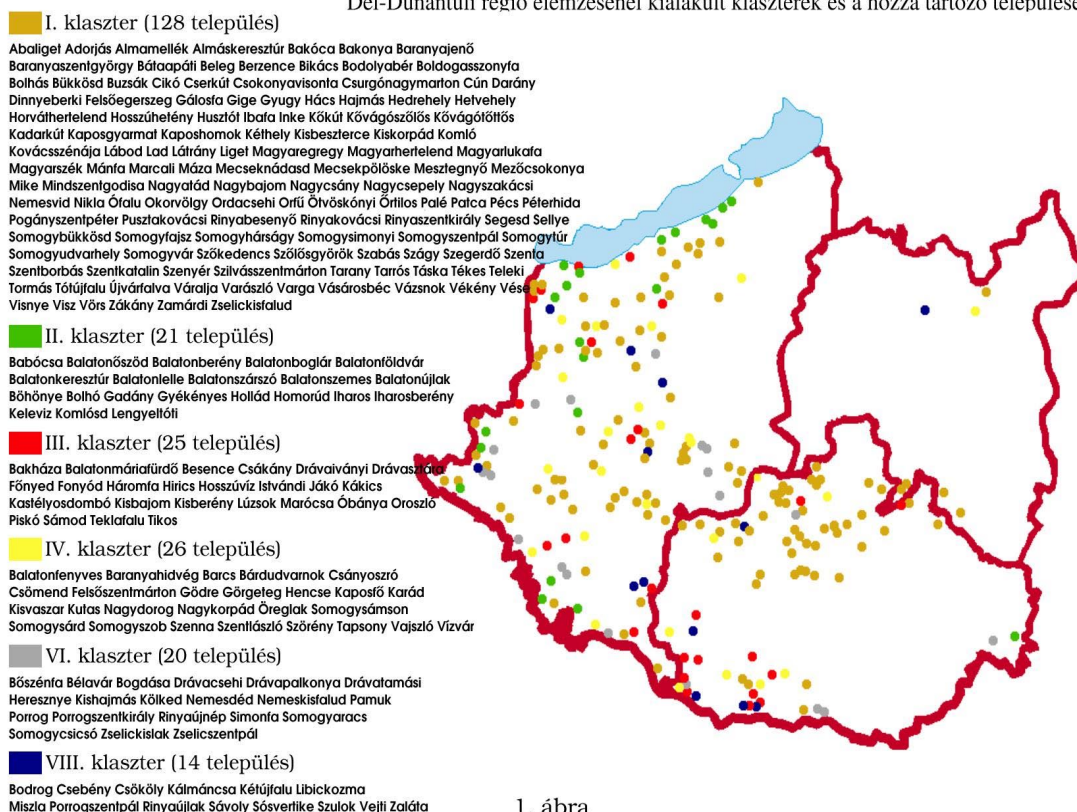 Dél-Dunántúli régió elemzésénél kialakult klaszterek és a hozzá tartozó települése
I. klaszter (128 település)
Abaliget Adorjás Almamellék Almáskeresztúr Bakóca Bakonya Baranyajenő
Baranyaszentgyörgy Bátaapáti Beleg Berzence Bikács Bodolyabér Boldogasszonyfa
Bolhás Bükkösd Buzsák Cikó Cserkút Csokonyavisonta Csurgónagymarton Cún Darány
Dinnyeberki Felsőegerszeg Gálosfa Gige Gyugy Hács Hajmás Hedrehely Hetvehely
Horváthertelend Hosszúhetény Husztót Ibafa Inke Kőkút Kővágószőlős Kővágótöttös
Kadarkút Kaposgyarmat Kaposhomok Kéthely Kisbeszterce Kiskorpád Komló
Kovácsszénája Lábod Lad Látrány Liget Magyaregregy Magyarhertelend Magyarlukafa
Magyarszék Mánfa Marcali Máza Mecseknádasd Mecsekpölöske Mesztegnyő Mezőcsokonya
Mike Mindszentgodisa Nagyatád Nagybajom Nagycsány Nagycsepely Nagyszakácsi
Nemesvid Nikla Ófalu Okorvölgy Ordacsehi Orfű Ötvöskónyi Őrtilos Palé Patca Pécs Péterhida
Pogányszentpéter Pusztakovácsi Rinyabesenyő Rinyakovácsi Rinyaszentkirály Segesd Sellye
Somogybükkösd Somogyfajsz Somogyhárságy Somogysimonyi Somogyszentpál Somogytúr
Somogyudvarhely Somogyvár Szőkedencs Szőlősgyörök Szabás Szágy Szegerdő Szenta
Szentborbás Szentkatalin Szenyér Szilvásszentmárton Tarany Tarrós Táska Tékes Teleki
Tormás Tótújfalu Újvárfalva Váralja Varászló Varga Vásárosbéc Vázsnok Vékény Vése
Visnye Visz Vörs Zákány Zamárdi Zselickisfalud
II. klaszter (21 település)
Babócsa Balatonőszöd Balatonberény Balatonboglár Balatonföldvár
Balatonkeresztúr Balatonlelle Balatonszárszó Balatonszemes Balatonújlak
Böhönye Bolhó Gadány Gyékényes Hollád Homorúd Iharos Iharosberény
Kelevíz Komlósd Lengyeltóti
III. klaszter (25 település)
Bakháza Balatonmáriafürdő Besence Csákány Drávaiványi Drávasztára
Főnyed Fonyód Háromfa Hirics Hosszúvíz Istvándi Jákó Kákics
Kastélyosdombó Kisbajom Kisberény Lúzsok Marócsa Óbánya Oroszló
Piskó Sámod Teklafalu Tikos
IV. klaszter (26 település)
Balatonfenyves Baranyahídvég Barcs Bárdudvarnok Csányoszró
Csömend Felsőszentmárton Gödre Görgeteg Hencse Kaposfő Karád
Kisvaszar Kutas Nagydorog Nagykorpád Öreglak Somogysámson
Somogysárd Somogyszob Szenna Szentlászló Szörény Tapsony Vajszló Vízvár
VI. klaszter (20 település)
Bőszénfa Bélavár Bogdása Drávacsehi Drávapalkonya Drávatamási
Heresznye Kishajmás Kölked Nemesdéd Nemeskisfalud Pamuk
Porrog Porrogszentkirály Rinyaújnép Simonfa Somogyaracs
Somogycsicsó Zselickislak Zselicszentpál
VIII. klaszter (14 település)
Bodrog Csebény Csököly Kálmáncsa Kétújfalu Libickozma
Miszla Porrogszentpál Rinyaújlak Sávoly Sósvertike Szulok Vejti Zaláta
1. ábra